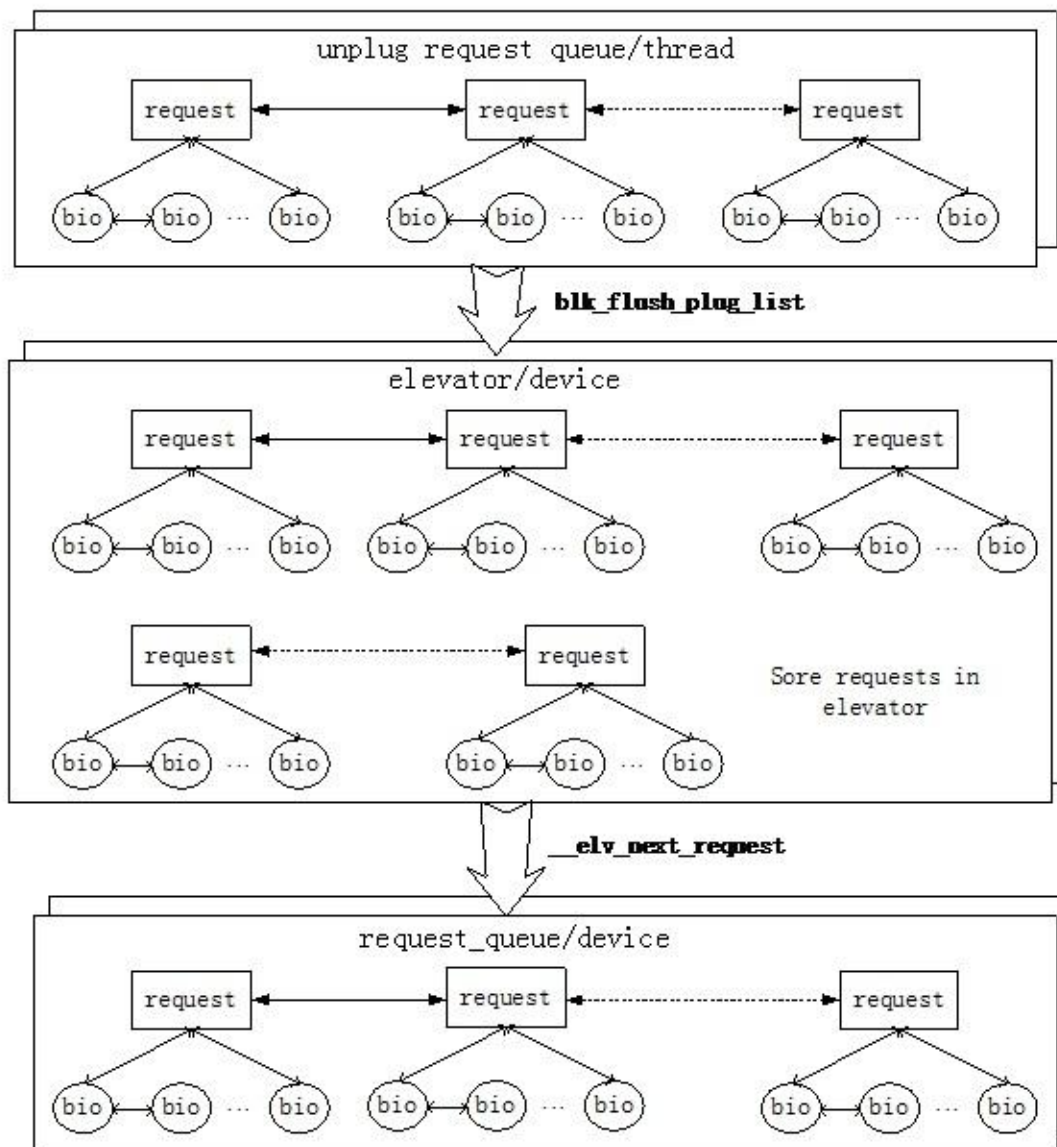 unplug request queue/thread
request request request
bio bio ... bio bio bio ... bio bio bio ... bio
blk_flush_plug_list
elevator/device
request request request
bio bio ... bio bio bio ... bio bio bio ... bio
request request
Sore requests in
elevator
bio bio ... bio bio bio ... bio
__elv_next_request
request_queue/device
request request request
bio bio ... bio bio bio ... bio bio bio ... bio